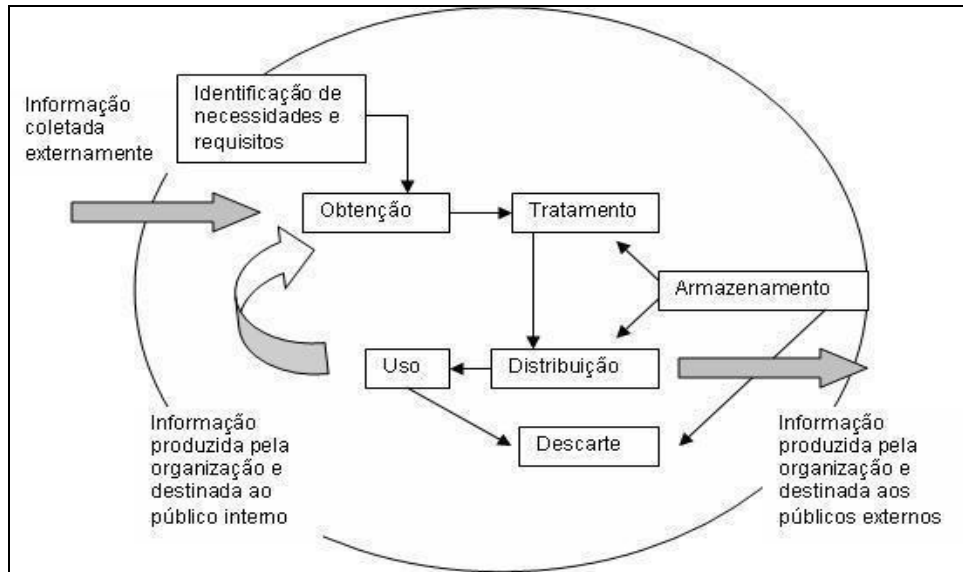 Identificação de
necessidades e
requisitos
Informação
coletada
externamente
Obtenção
Tratamento
Armazenamento
Uso
Distribuição
Descarte
Informação
produzida pela
organização e
destinada ao
público interno
Informação
produzida pela
organização e
destinada aos
públicos externos